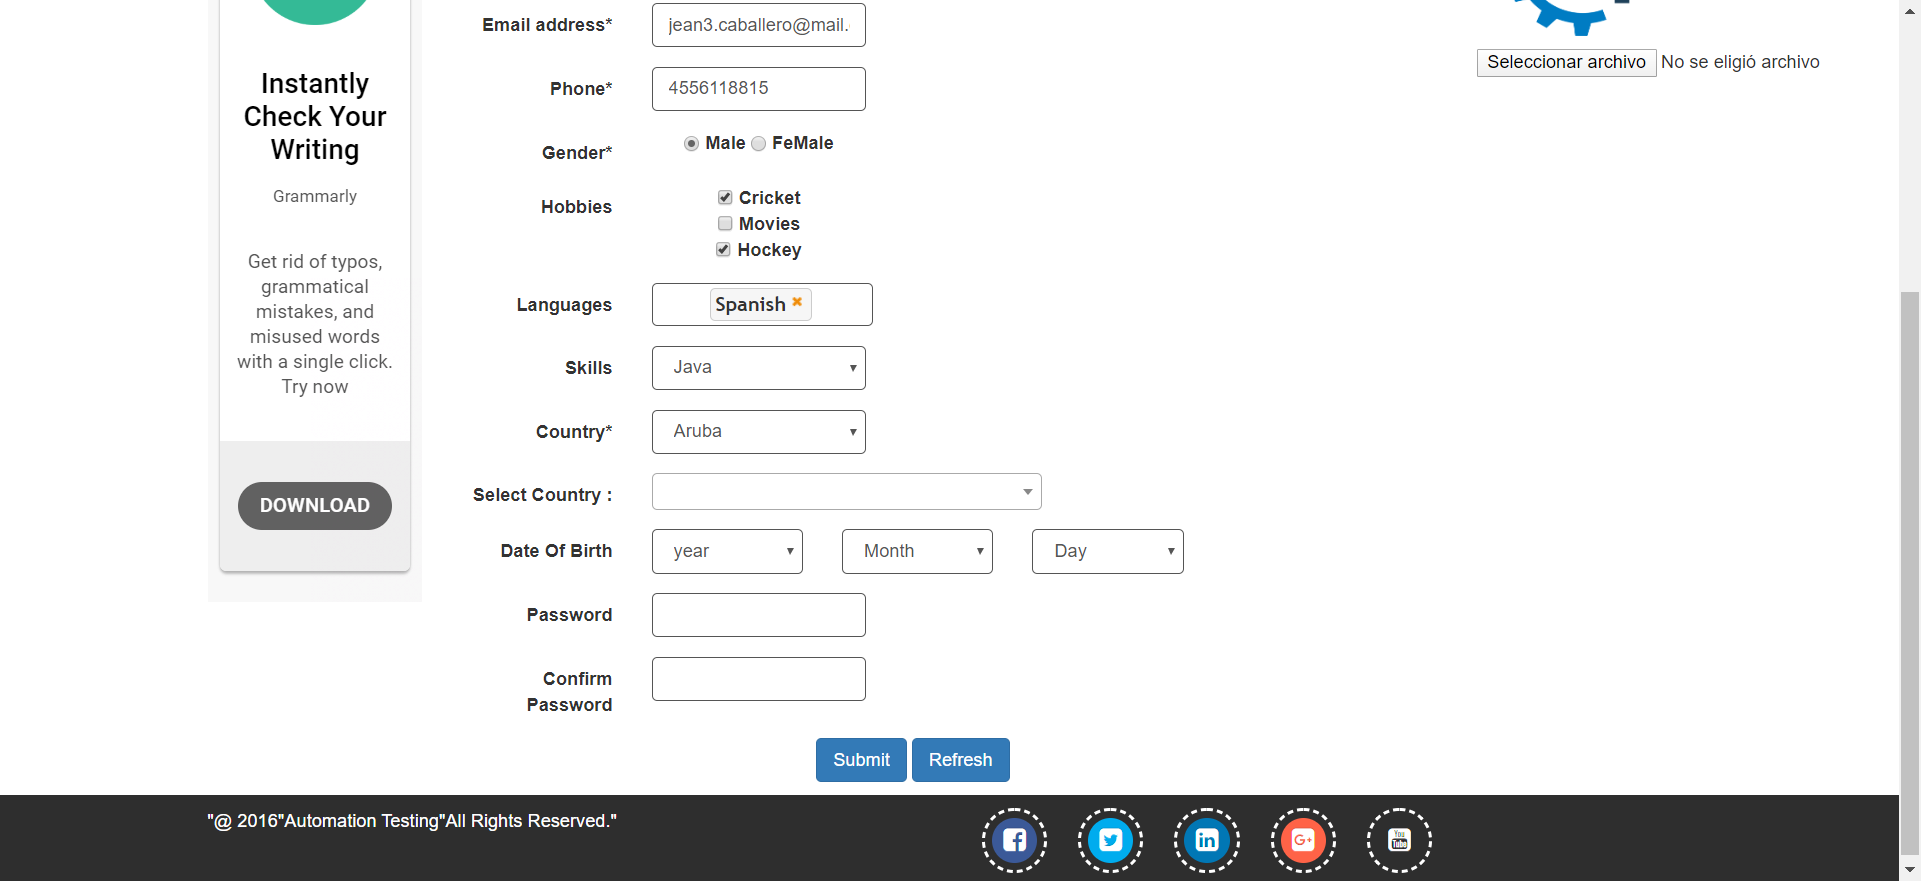 Instantly
Check Your
Writing
Grammarly
Get rid of typos,
grammatical
mistakes, and
misused words
with a single click.
Try now
DOWNLOAD
Email address* jean3.caballero@mail.
Phone* 4556118815
Gender* Male FeMale
Hobbies Cricket
Movies
Hockey
Languages Spanish
Skills Java
Country* Aruba
Select Country :
Date Of Birth year Month Day
Password
Confirm
Password
Submit Refresh
Seleccionar archivo No se eligió archivo
"@ 2016"Automation Testing"All Rights Reserved."
f in G+ You
Tube